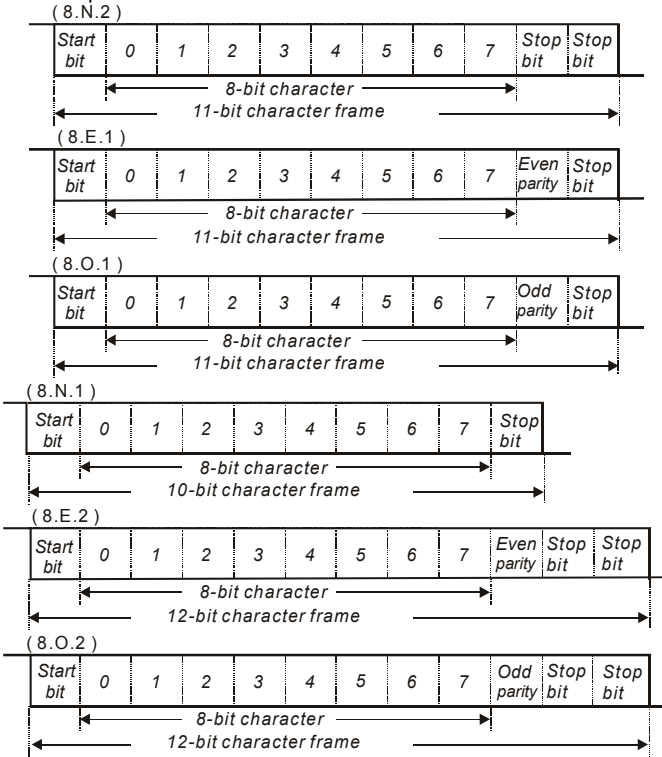 ( 8.N.2 )
Start bit 0 1 2 3 4 5 6 7 Stop bit Stop bit
8-bit character
11-bit character frame
( 8.E.1 )
Start bit 0 1 2 3 4 5 6 7 Even parity Stop bit
8-bit character
11-bit character frame
( 8.O.1 )
Start bit 0 1 2 3 4 5 6 7 Odd parity Stop bit
8-bit character
11-bit character frame
( 8.N.1 )
Start bit 0 1 2 3 4 5 6 7 Stop bit
8-bit character
10-bit character frame
( 8.E.2 )
Start bit 0 1 2 3 4 5 6 7 Even parity Stop bit Stop bit
8-bit character
12-bit character frame
( 8.O.2 )
Start bit 0 1 2 3 4 5 6 7 Odd parity Stop bit Stop bit
8-bit character
12-bit character frame